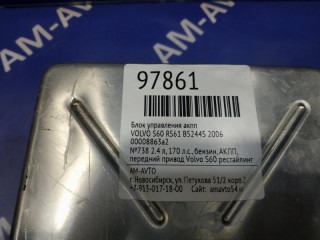 AM-AVTO
AM-AVTO
97861
Блок управления акпп
VOLVO S60 RS61 B5244S 2006
00008863a2
№738 2.4 л, 170 л.с., бензин, АКПП,
передний привод Volvo S60 рестайлинг
AM-AVTO
г.Новосибирск, ул.Петухова 51/2 корп.
+7-913-017-18-00 Сайт: amavto54